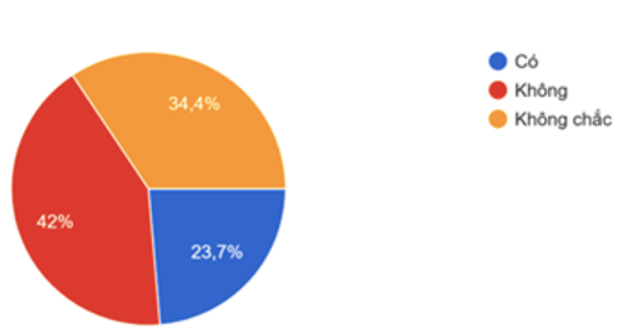 Có
Không
Không chắc
34,4%
42%
23,7%